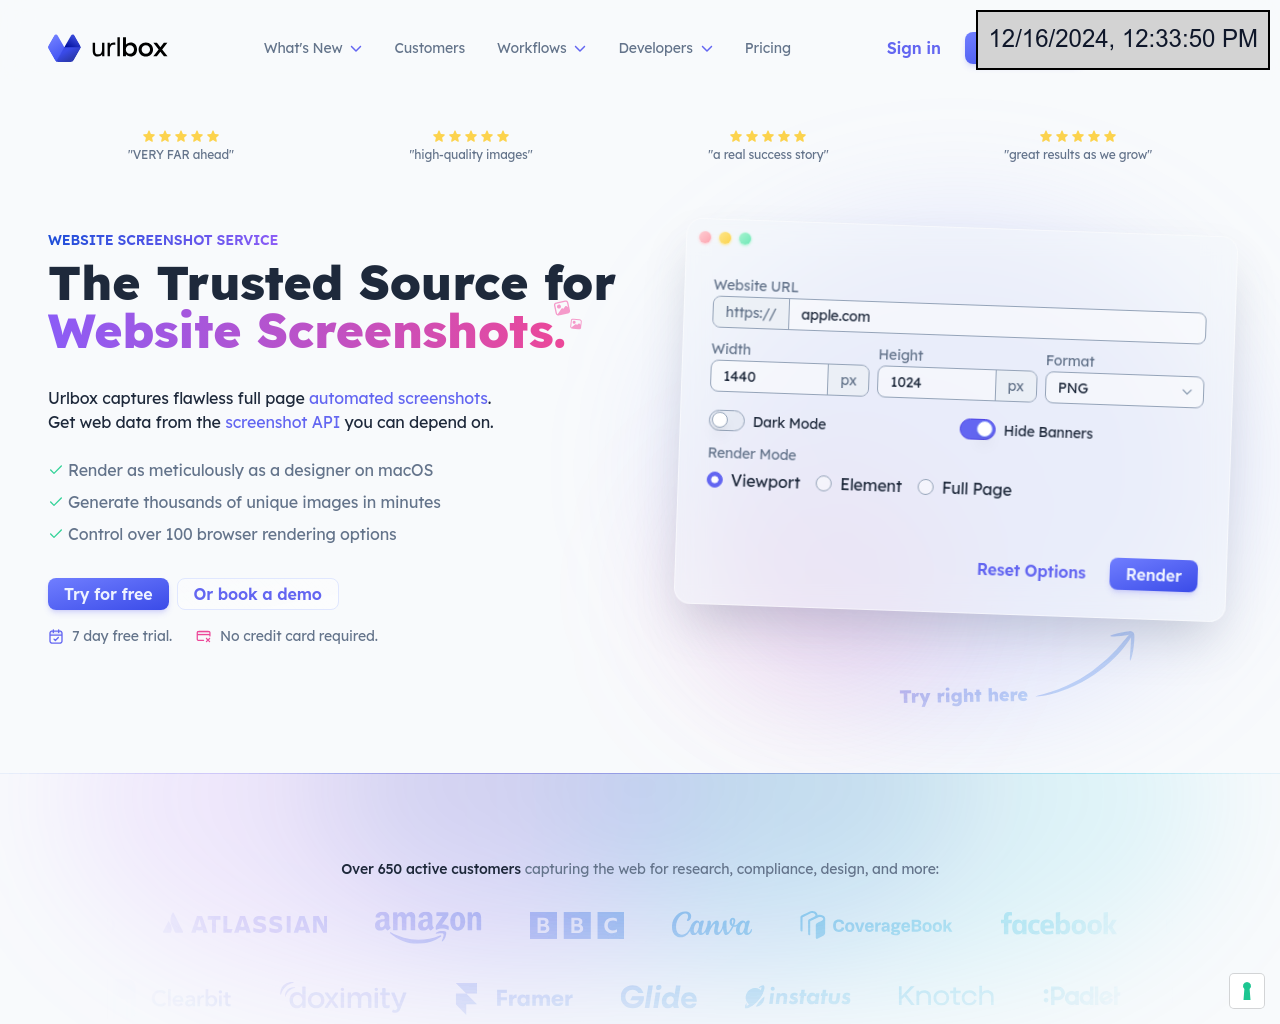 urlbox
What's New
Customers
Workflows
Developers
Pricing
Sign in
12/16/2024, 12:33:50 PM
"VERY FAR ahead"
"high-quality images"
"a real success story"
"great results as we grow"
WEBSITE SCREENSHOT SERVICE
The Trusted Source for
Website Screenshots.
Urlbox captures flawless full page automated screenshots.
Get web data from the screenshot API you can depend on.
Render as meticulously as a designer on macOS
Generate thousands of unique images in minutes
Control over 100 browser rendering options
Try for free
Or book a demo
7 day free trial.
No credit card required.
Website URL
https:// apple.com
Width
Height
Format
1440 px
1024 px
PNG
Dark Mode
Hide Banners
Render Mode
Viewport
Element
Full Page
Reset Options
Render
Try right here
Over 650 active customers capturing the web for research, compliance, design, and more:
ATLASSIAN
amazon
BBC
Canva
CoverageBook
facebook
Clearbit
doximity
Framer
Glide
instatus
Knotch
:Padlet